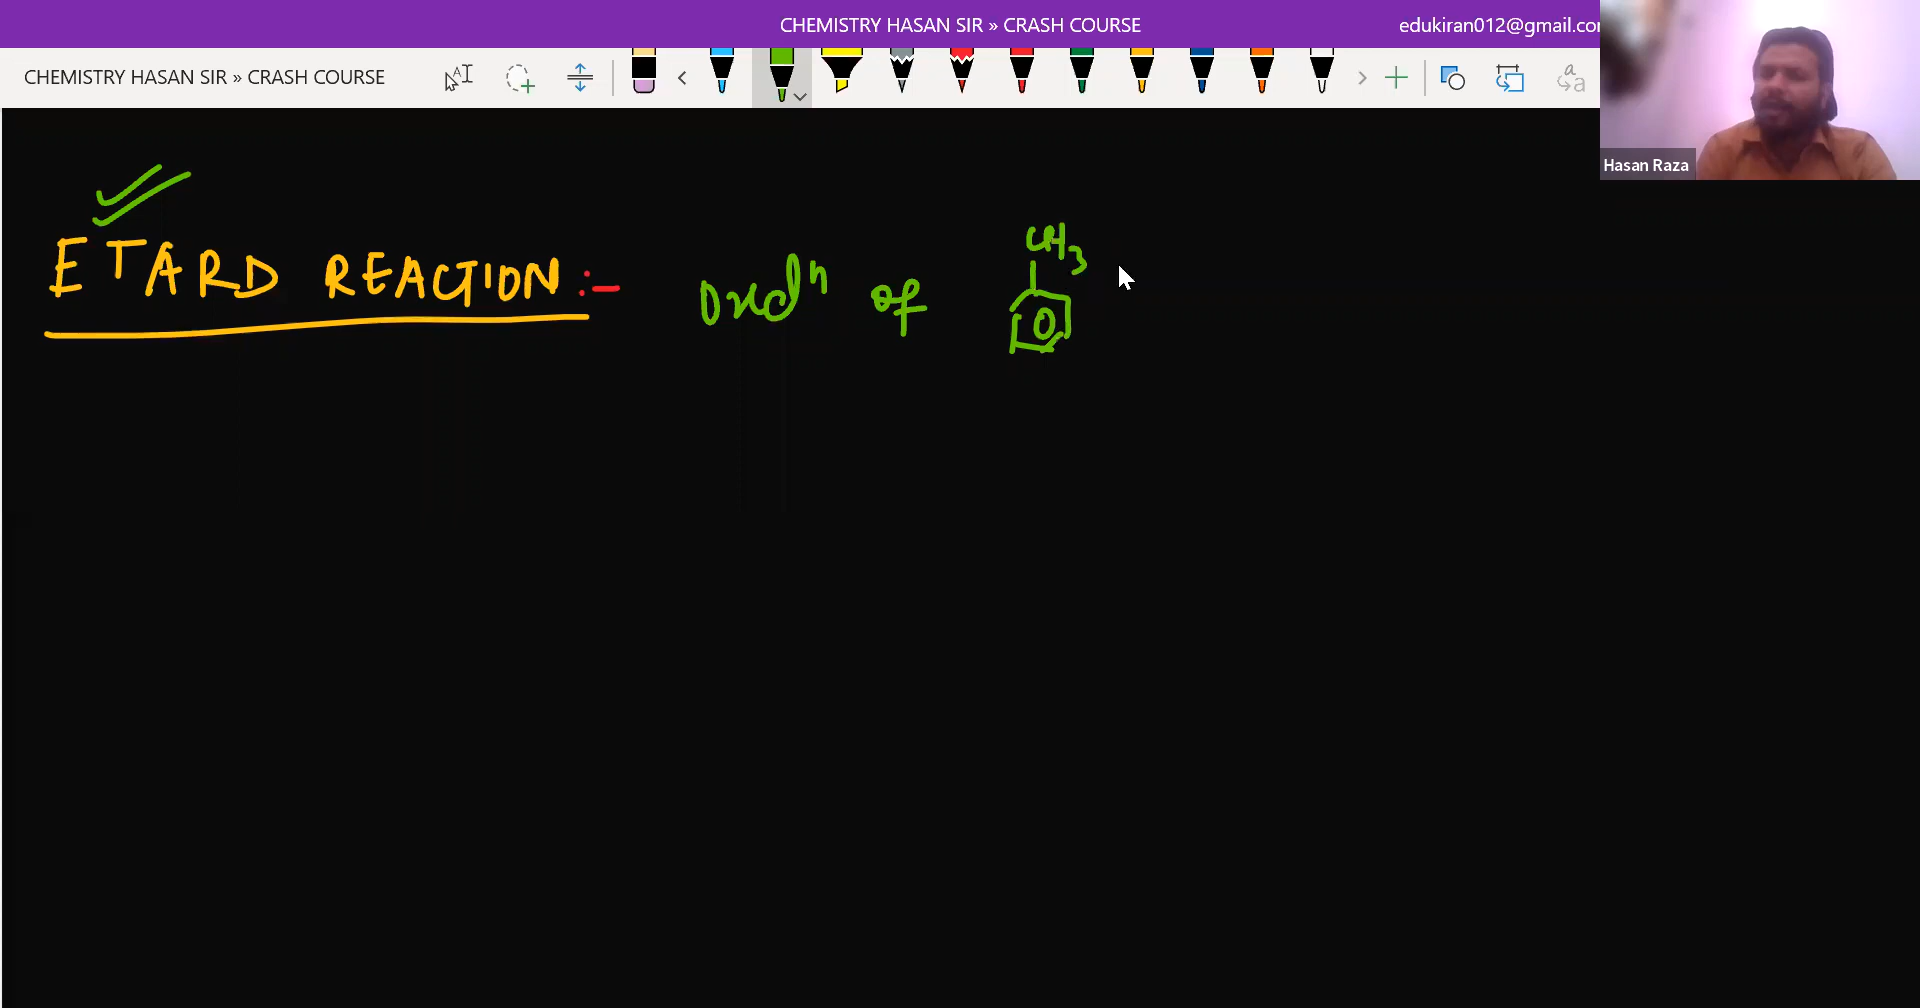 CHEMISTRY HASAN SIR » CRASH COURSE
edukiran012@gmail.co
CHEMISTRY HASAN SIR » CRASH COURSE
Hasan Raza
CH3
ETARD REACTION :- Oxdⁿ of